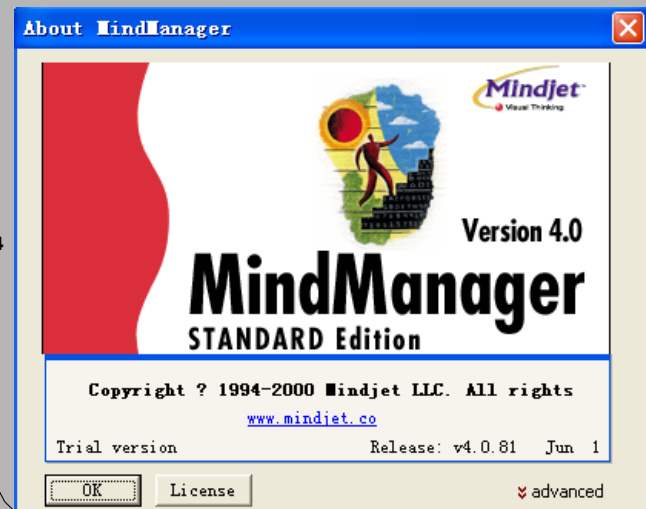 About MindManager
Mindjet
Visual Thinking
Version 4.0
MindManager
STANDARD Edition
Copyright ? 1994-2000 Mindjet LLC. All rights
www.mindjet.co
Trial version Release: v4.0.81 Jun 1
OK License advanced